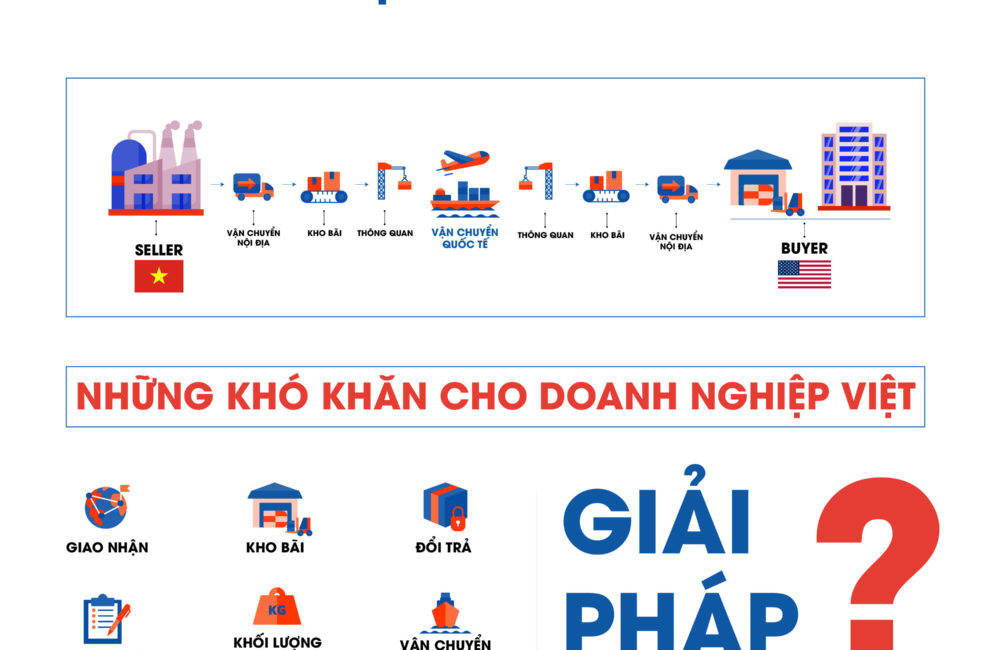 VẬN CHUYỂN
NỘI ĐỊA
KHO BÃI
THÔNG QUAN
VẬN CHUYỂN
QUỐC TẾ
THÔNG QUAN
KHO BÃI
VẬN CHUYỂN
NỘI ĐỊA
SELLER
BUYER
NHỮNG KHÓ KHĂN CHO DOANH NGHIỆP VIỆT
GIAO NHẬN
KHO BÃI
ĐỔI TRẢ
KG
KHỐI LƯỢNG
VẬN CHUYỂN
GIẢI
PHÁP
?